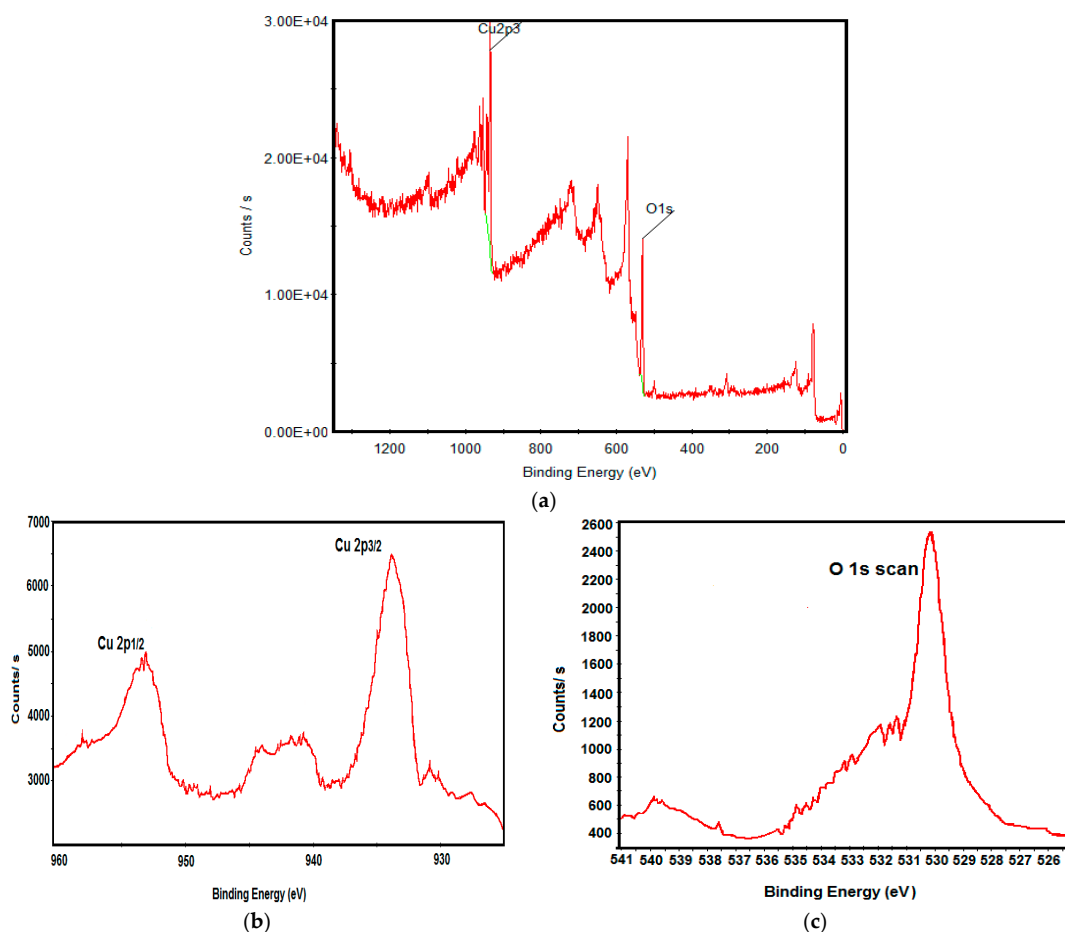 3.00E+04
Cu2p3
2.00E+04
O1s
Counts / s
1.00E+04
0.00E+00
1200 1000 800 600 400 200 0
Binding Energy (eV)
(a)
7000
Cu 2p3/2
6000
Cu 2p1/2
5000
Counts/ s
4000
3000
960 950 940 930
Binding Energy (eV)
(b)
2600
2400
O 1s scan
2200
2000
1800
1600
1400
Counts/ s
1200
1000
800
600
400
541 540 539 538 537 536 535 534 533 532 531 530 529 528 527 526
Binding Energy (eV)
(c)